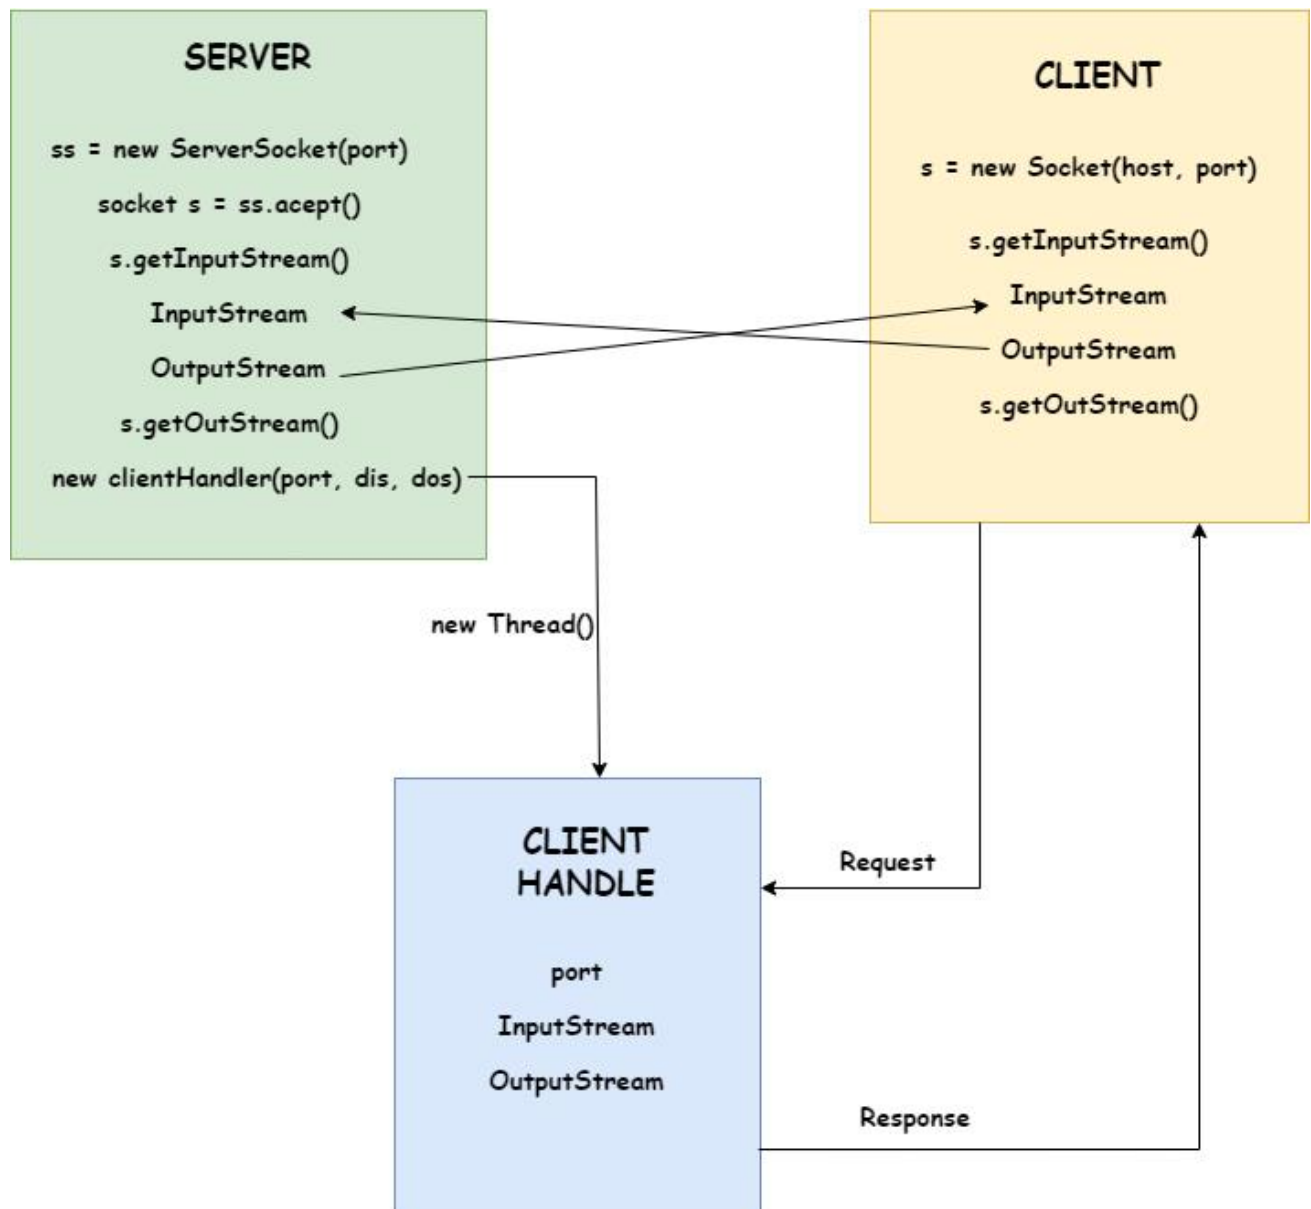 SERVER
ss = new ServerSocket(port)
socket s = ss.acept()
s.getInputStream()
InputStream
OutputStream
s.getOutStream()
new clientHandler(port, dis, dos)
CLIENT
s = new Socket(host, port)
s.getInputStream()
InputStream
OutputStream
s.getOutStream()
new Thread()
CLIENT
HANDLE
port
InputStream
OutputStream
Request
Response